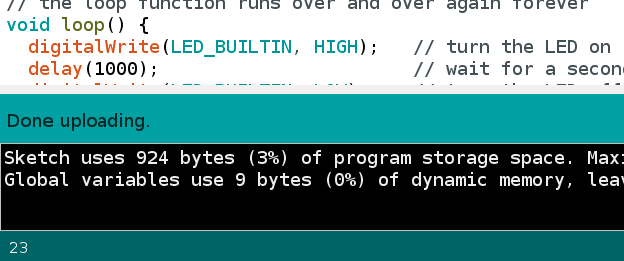 // the loop function runs over and over again forever
void loop() {
digitalWrite(LED_BUILTIN, HIGH);   // turn the LED on
delay(1000);                       // wait for a secon
Done uploading.
Sketch uses 924 bytes (3%) of program storage space. Maxi
Global variables use 9 bytes (0%) of dynamic memory, leav
23